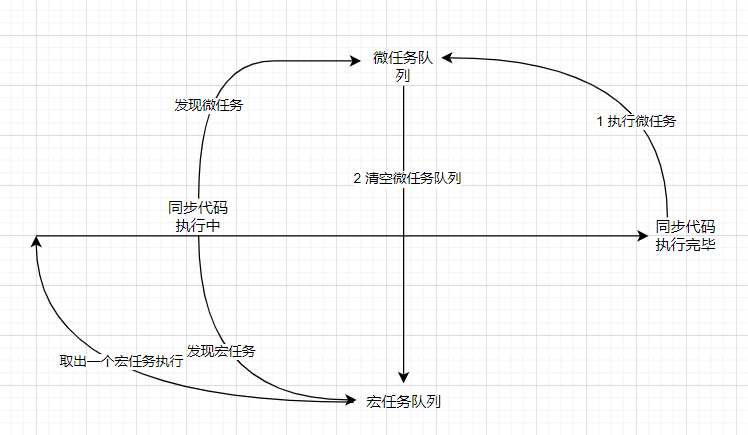 微任务队
列
发现微任务
1 执行微任务
2 清空微任务队列
同步代码
执行中
同步代码
执行完毕
发现宏任务
取出一个宏任务执行
宏任务队列